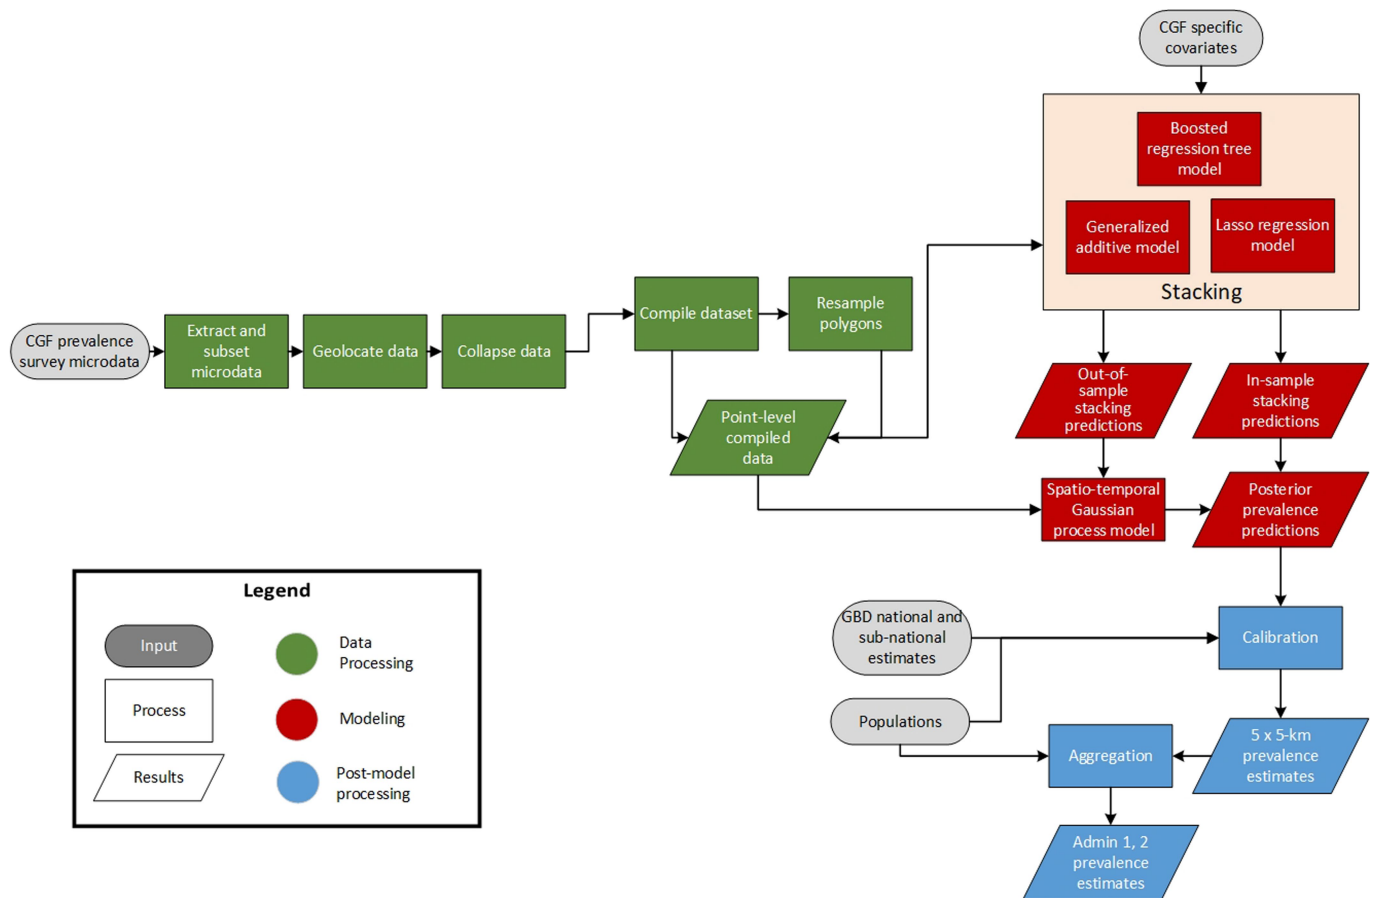 CGF specific
covariates
Boosted
regression tree
model
Generalized
additive model
Lasso regression
model
Stacking
CGF prevalence
survey microdata
Extract and
subset
microdata
Geolocate data
Collapse data
Compile dataset
Resample
polygons
Point-level
compiled
data
Out-of-
sample
stacking
predictions
In-sample
stacking
predictions
Spatio-temporal
Gaussian
process model
Posterior
prevalence
predictions
GBD national and
sub-national
estimates
Calibration
Populations
Aggregation
5 x 5-km
prevalence
estimates
Admin 1, 2
prevalence
estimates
Legend
Input
Process
Results
Data
Processing
Modeling
Post-model
processing